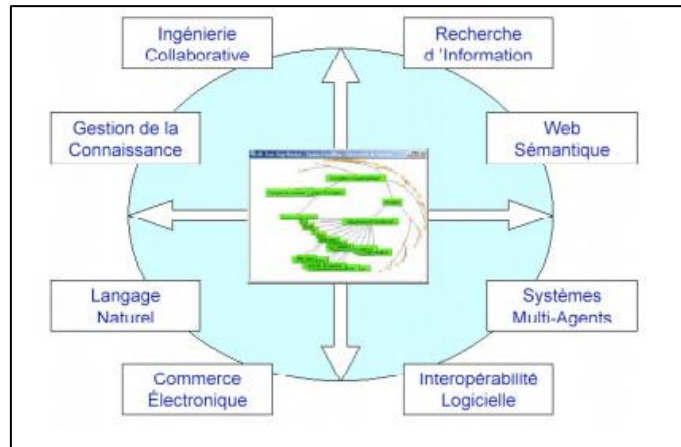 Ingénierie
Collaborative
Recherche
d 'Information
Gestion de la
Connaissance
Web
Sémantique
Langage
Naturel
Systèmes
Multi-Agents
Commerce
Électronique
Interopérabilité
Logicielle